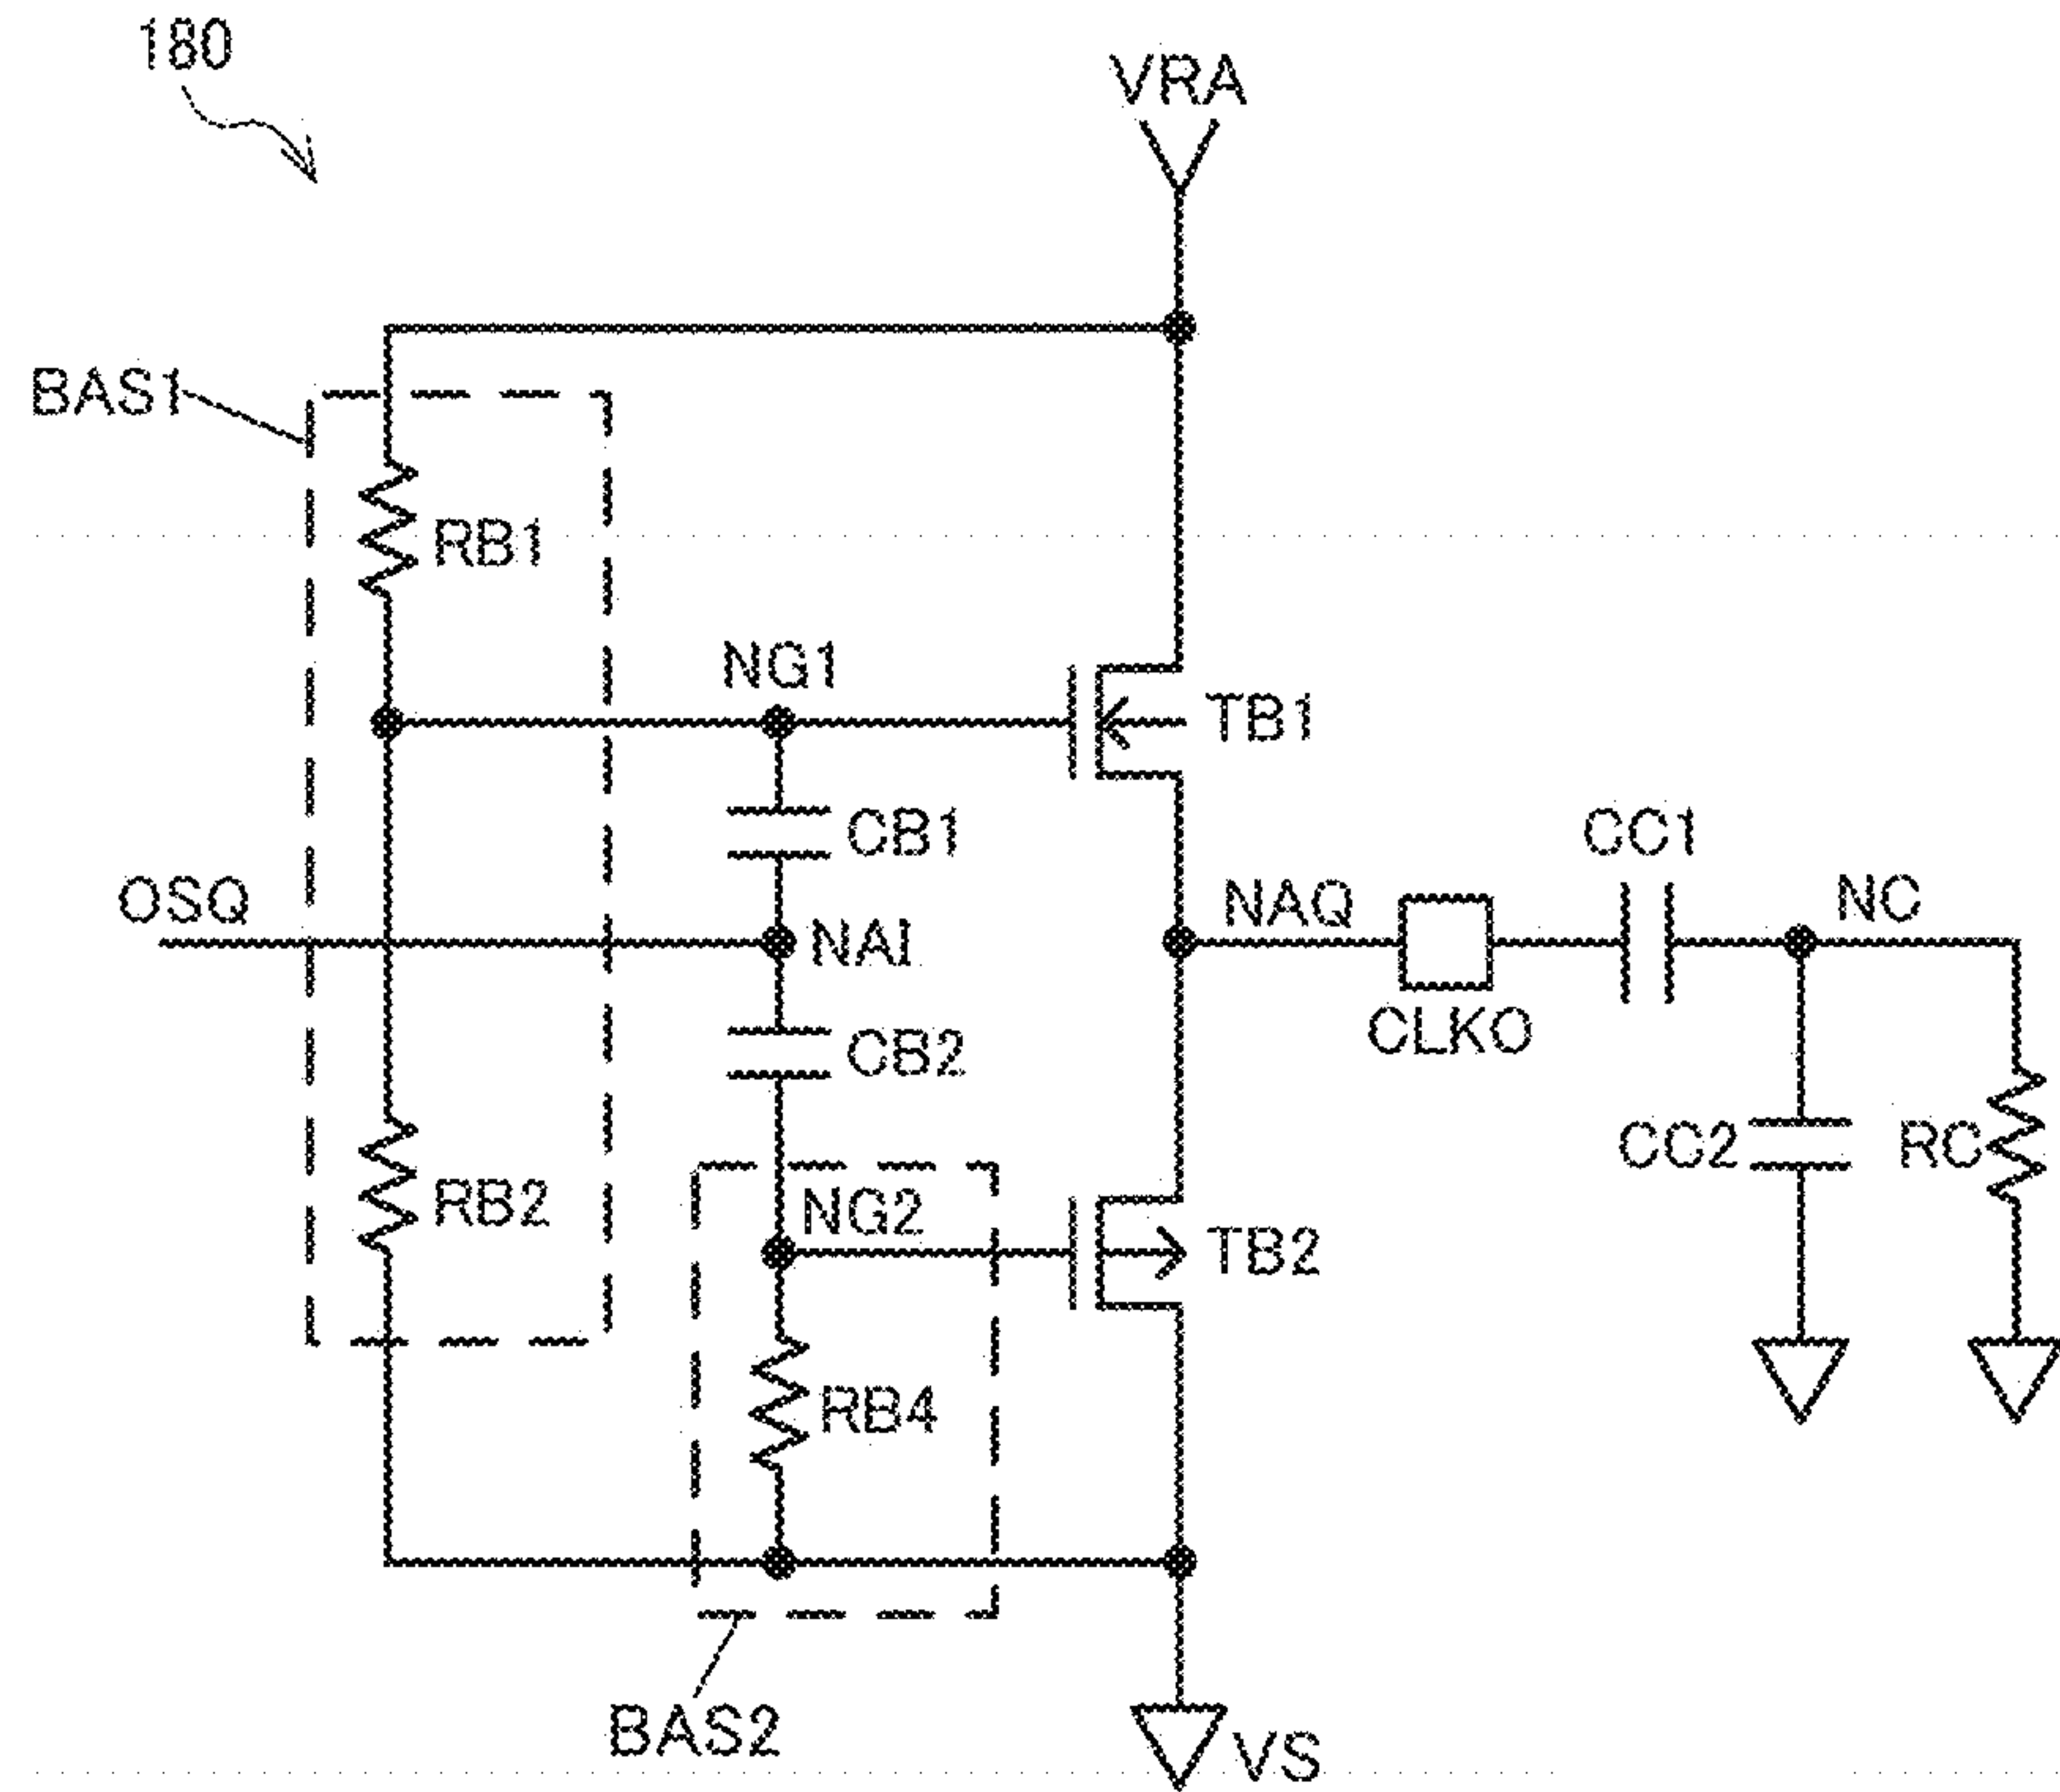 180
VRA
BAS1
RB1
NG1
TB1
CB1
CC1
OSQ
NAI
NAQ
NC
CB2
CLKO
CC2
RC
RB2
NG2
TB2
RB4
BAS2
VS